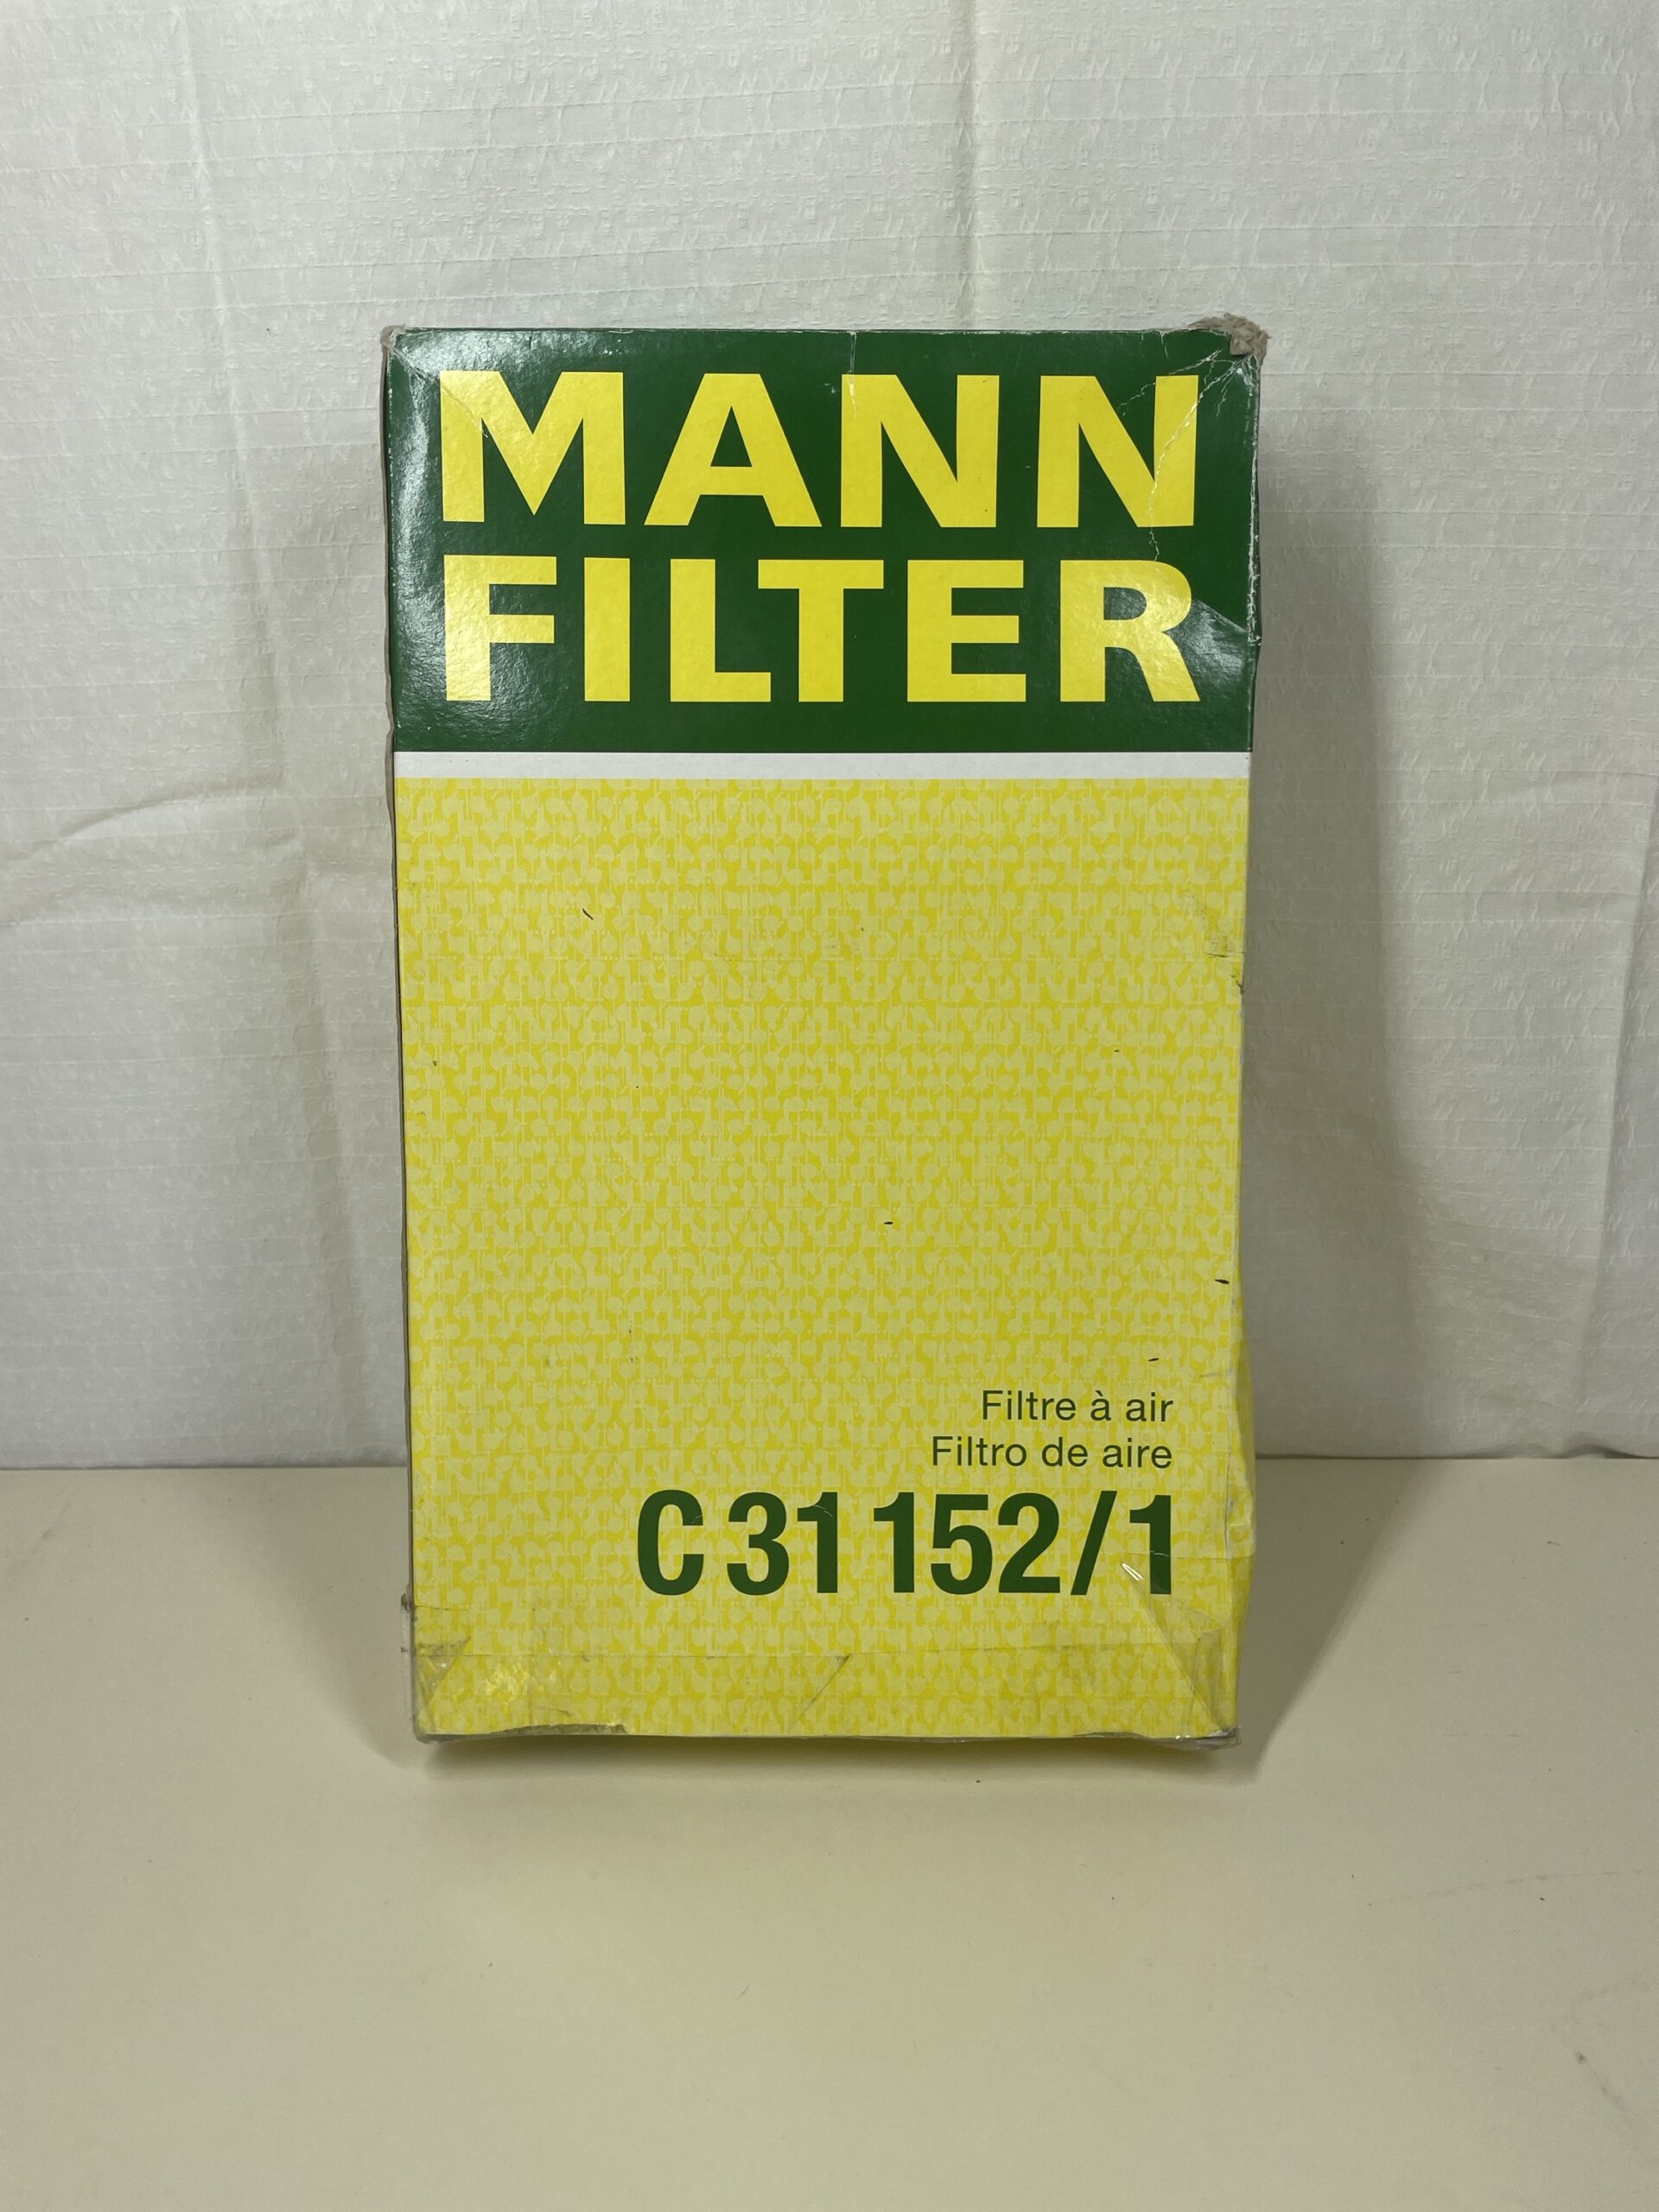 MANN
FILTER
Filtre à air
Filtro de aire
C 31 152/1